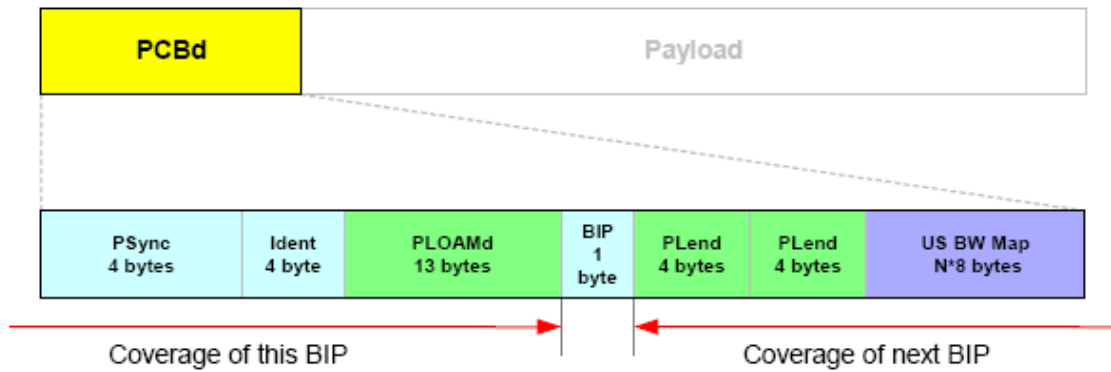 PCBd
Payload
PSync
4 bytes
Ident
4 byte
PLOAMd
13 bytes
BIP
1
byte
PLend
4 bytes
PLend
4 bytes
US BW Map
N*8 bytes
Coverage of this BIP
Coverage of next BIP